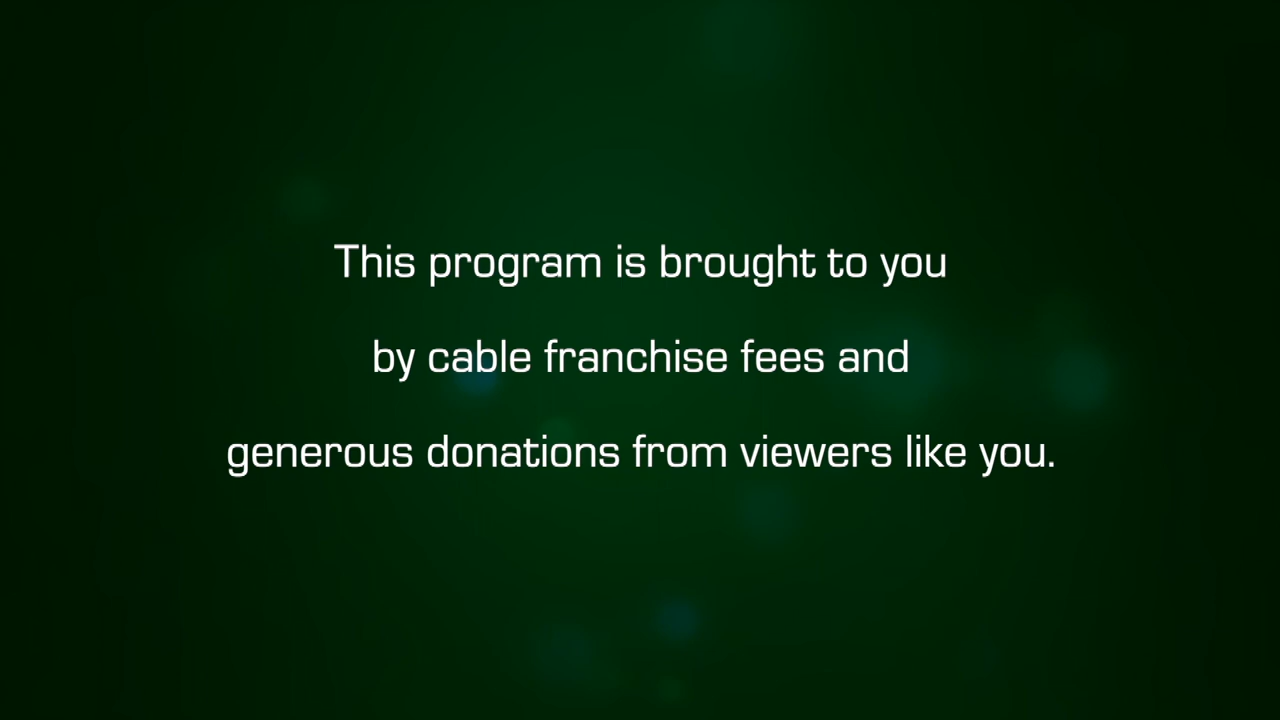 This program is brought to you
by cable franchise fees and
generous donations from viewers like you.